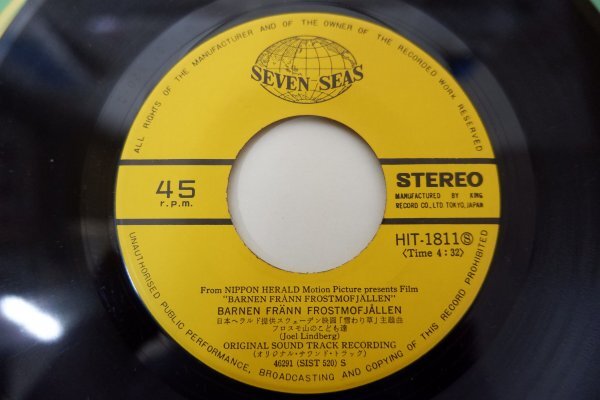 ALL RIGHTS OF THE MANUFACTURER AND OF THE OWNER OF THE RECORDED WORK RESERVED
SEVEN SEAS
45
r.p.m.
STEREO
MANUFACTURED BY KING
RECORD CO., LTD. TOKYO, JAPAN
HIT-1811Ⓢ
〈Time 4 : 32〉
From NIPPON HERALD Motion Picture presents Film
"BARNEN FRÅNN FROSTMOFJÄLLEN"
BARNEN FRÄNN FROSTMOFJÅLLEN
日本ヘラルド提供スウェーデン映画「雪わり草」主題曲
フロスモ山のこども達
(Joel Lindberg)
ORIGINAL SOUND TRACK RECORDING
(オリジナル・サウンド・トラック)
46291 (SIST 520) S
UNAUTHORISED PUBLIC PERFORMANCE, BROADCASTING AND COPYING OF THIS RECORD PROHIBITED